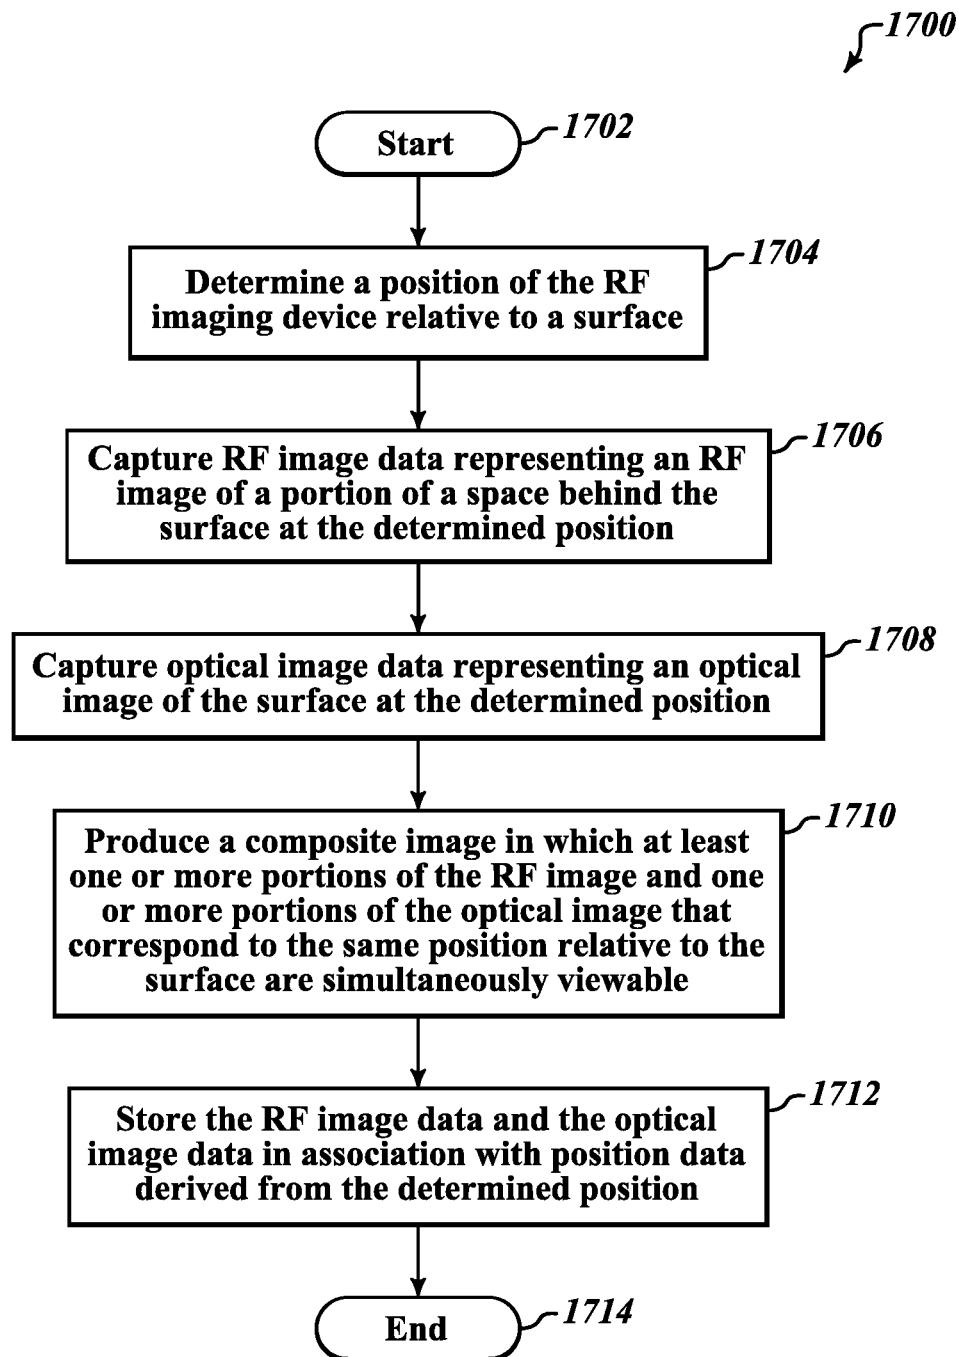 1700
Start
1702
1704
Determine a position of the RF
imaging device relative to a surface
1706
Capture RF image data representing an RF
image of a portion of a space behind the
surface at the determined position
1708
Capture optical image data representing an optical
image of the surface at the determined position
1710
Produce a composite image in which at least
one or more portions of the RF image and one
or more portions of the optical image that
correspond to the same position relative to the
surface are simultaneously viewable
1712
Store the RF image data and the optical
image data in association with position data
derived from the determined position
End
1714